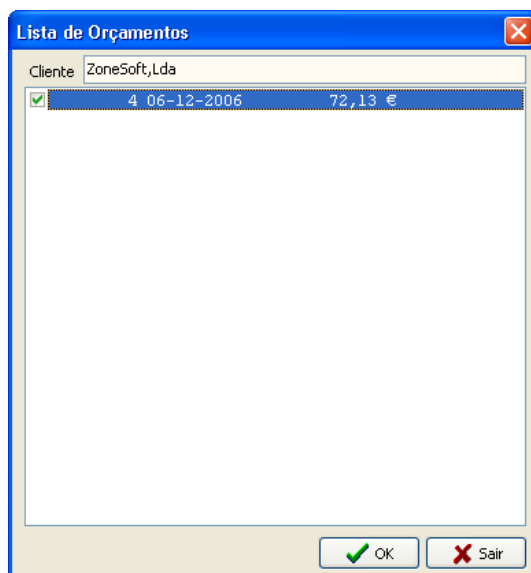 Lista de Orçamentos
Cliente ZoneSoft,Lda
4 06-12-2006 72,13 €
OK Sair